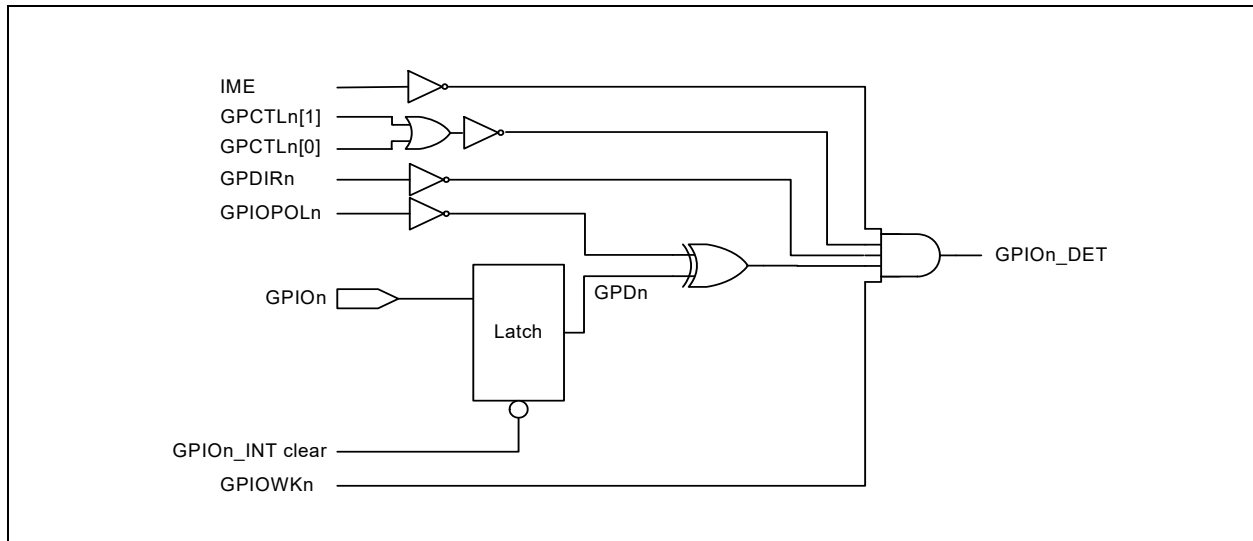 IME
GPCTLn[1]
GPCTLn[0]
GPDIRn
GPIOPOLn
GPIOn_DET
GPIOn
GPDn
Latch
GPIOn_INT clear
GPIOWKn